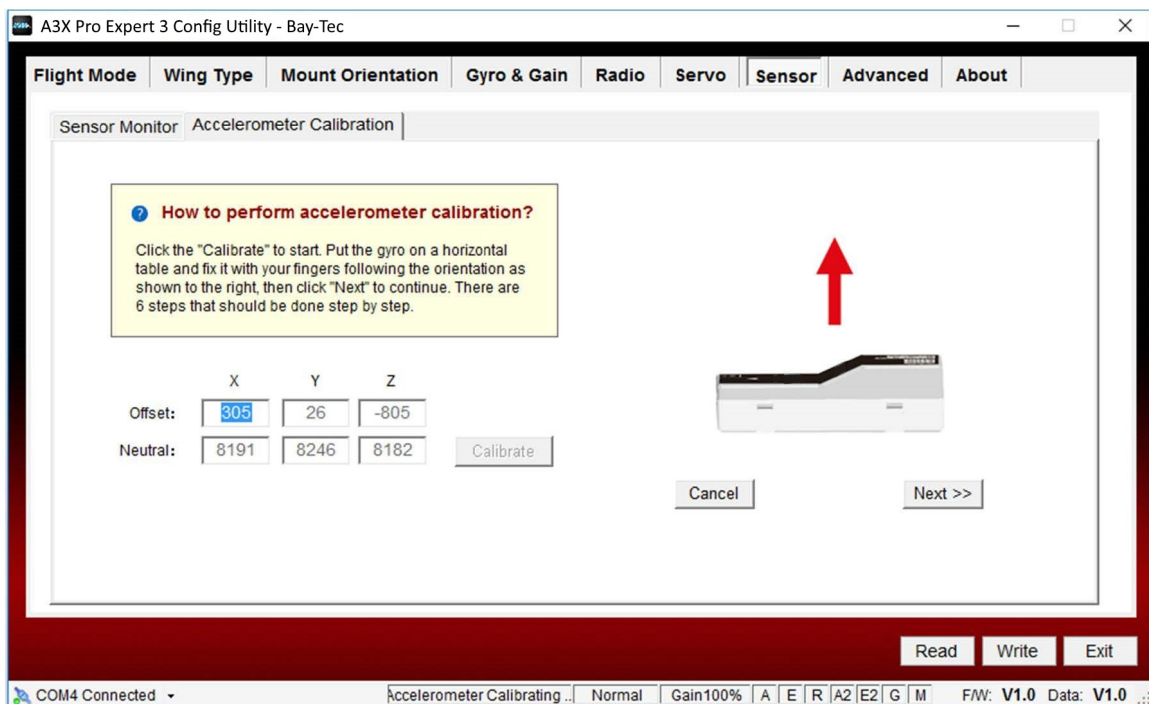 A3X Pro Expert 3 Config Utility - Bay-Tec
Flight Mode Wing Type Mount Orientation Gyro & Gain Radio Servo Sensor Advanced About
Sensor Monitor Accelerometer Calibration
How to perform accelerometer calibration?
Click the "Calibrate" to start. Put the gyro on a horizontal
table and fix it with your fingers following the orientation as
shown to the right, then click "Next" to continue. There are
6 steps that should be done step by step.
X Y Z
Offset: 305 26 -805
Neutral: 8191 8246 8182 Calibrate
Cancel Next >>
Read Write Exit
COM4 Connected Accelerometer Calibrating .. Normal Gain100% A E R A2 E2 G M F/W: V1.0 Data: V1.0